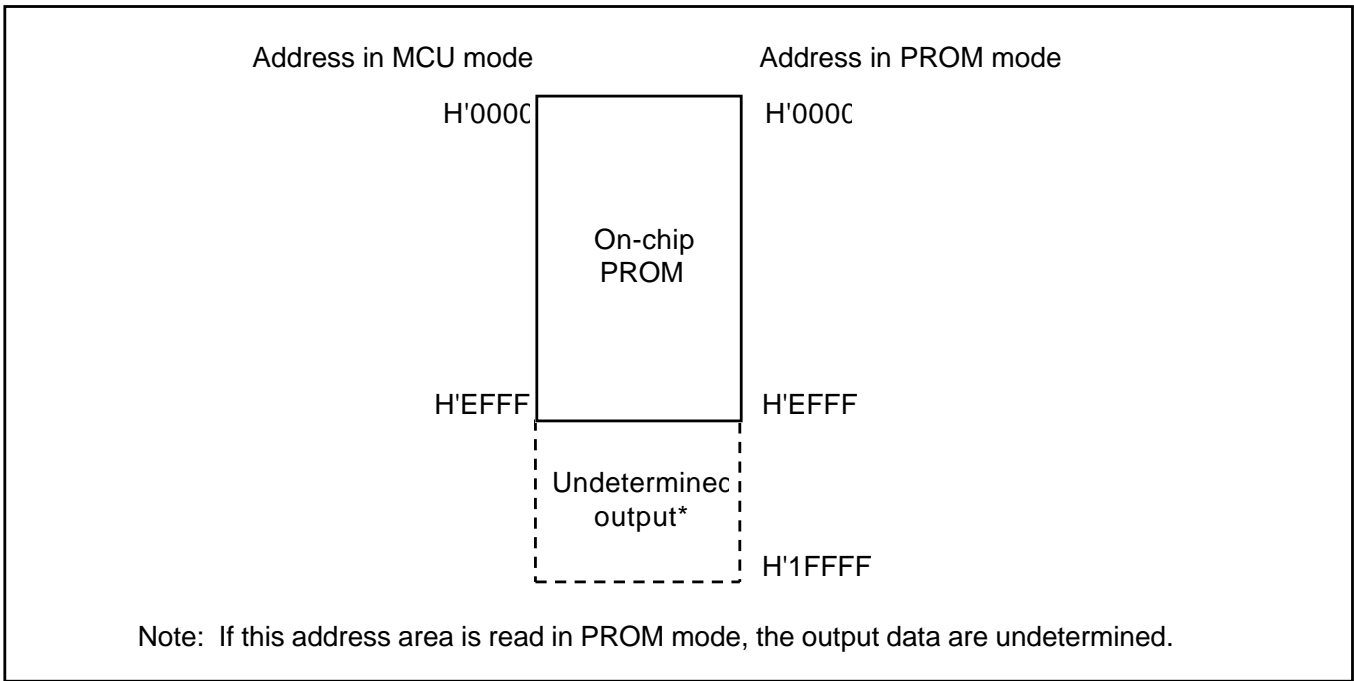 Address in MCU mode Address in PROM mode
H'0000 H'0000
On-chip
PROM
H'EFFF H'EFFF
Undetermined
output*
H'1FFFF
Note: If this address area is read in PROM mode, the output data are undetermined.